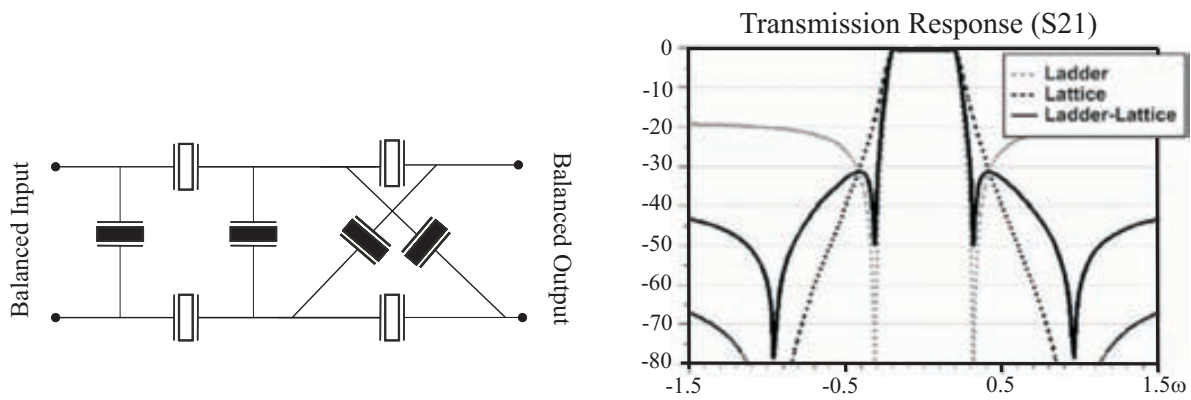 Balanced Input
Balanced Output
Transmission Response (S21)
0
-10
-20
-30
-40
-50
-60
-70
-80
-1.5
-0.5
0.5
1.5ω
Ladder
Lattice
Ladder-Lattice